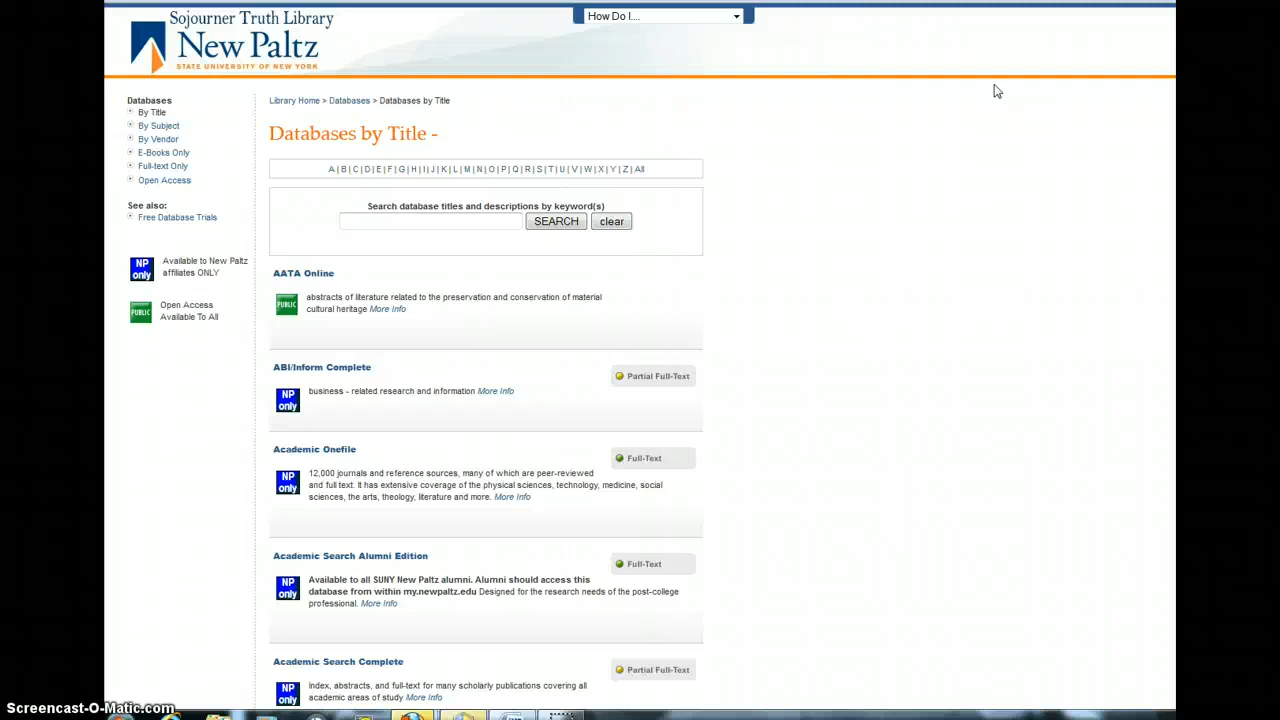 Sojourner Truth Library
New Paltz
STATE UNIVERSITY OF NEW YORK
How Do I....
Databases
By Title
By Subject
By Vendor
E-Books Only
Full-text Only
Open Access
See also:
Free Database Trials
NP only
Available to New Paltz
affiliates ONLY
PUBLIC
Open Access
Available To All
Library Home > Databases > Databases by Title
Databases by Title -
A | B | C | D | E | F | G | H | I | J | K | L | M | N | O | P | Q | R | S | T | U | V | W | X | Y | Z | All
Search database titles and descriptions by keyword(s)
SEARCH clear
AATA Online
PUBLIC
abstracts of literature related to the preservation and conservation of material
cultural heritage More Info
ABI/Inform Complete
Partial Full-Text
NP only
business - related research and information More Info
Academic Onefile
Full-Text
NP only
12,000 journals and reference sources, many of which are peer-reviewed
and full text. It has extensive coverage of the physical sciences, technology, medicine, social
sciences, the arts, theology, literature and more. More Info
Academic Search Alumni Edition
Full-Text
NP only
Available to all SUNY New Paltz alumni. Alumni should access this
database from within my.newpaltz.edu Designed for the research needs of the post-college
professional. More Info
Academic Search Complete
Partial Full-Text
NP only
index, abstracts, and full-text for many scholarly publications covering all
academic areas of study More Info
Screencast-O-Matic.com